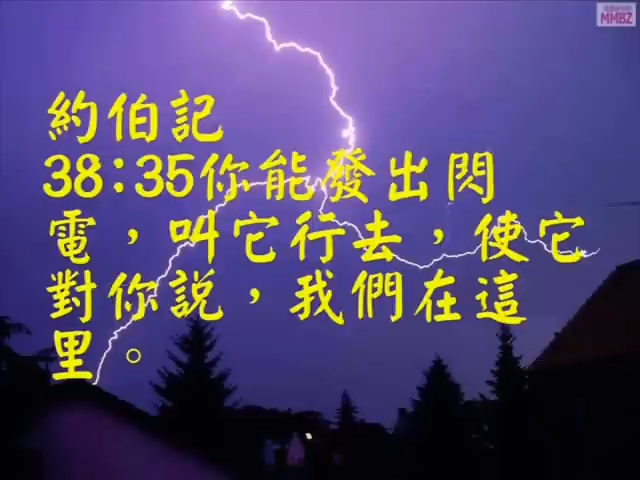 MMBZ
約伯記
38:35你能發出閃
電，叫它行去，使它
對你說，我們在這
里。